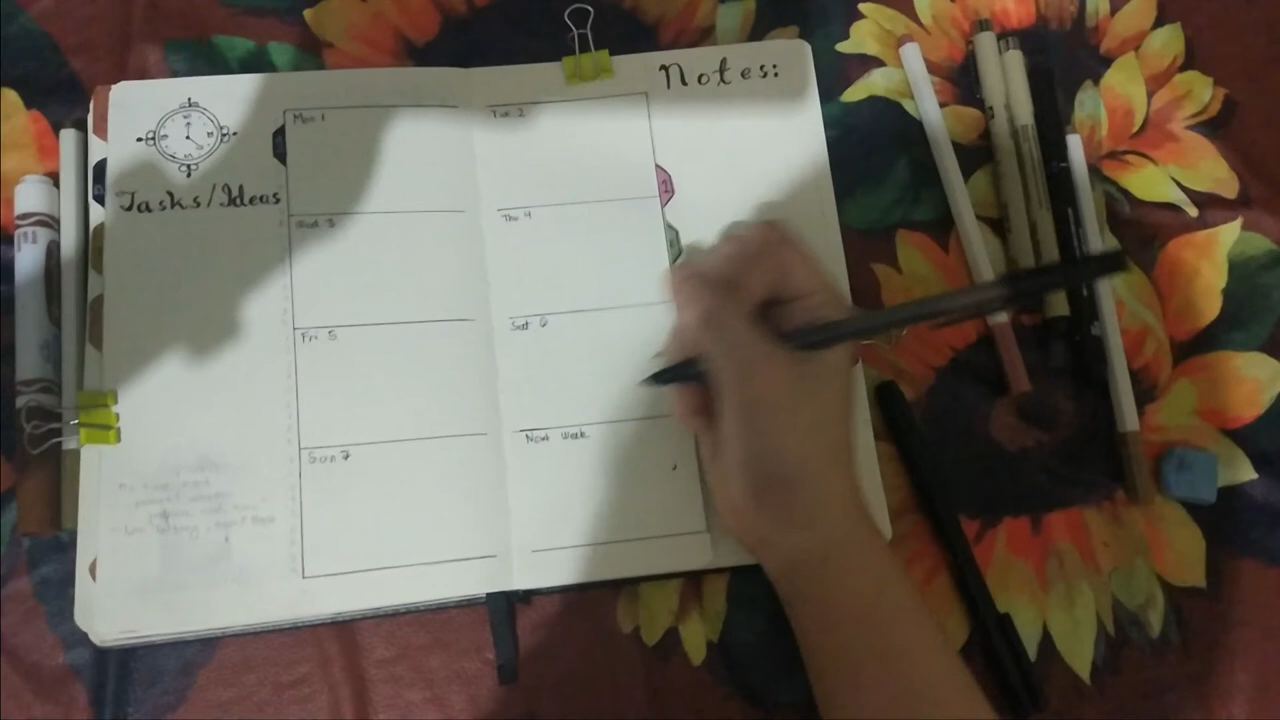 Notes:
Tasks/Ideas
Mon 1
Tue 2
Wed 3
Thu 4
Fri 5
Sat 6
Sun 7
Next Week
1